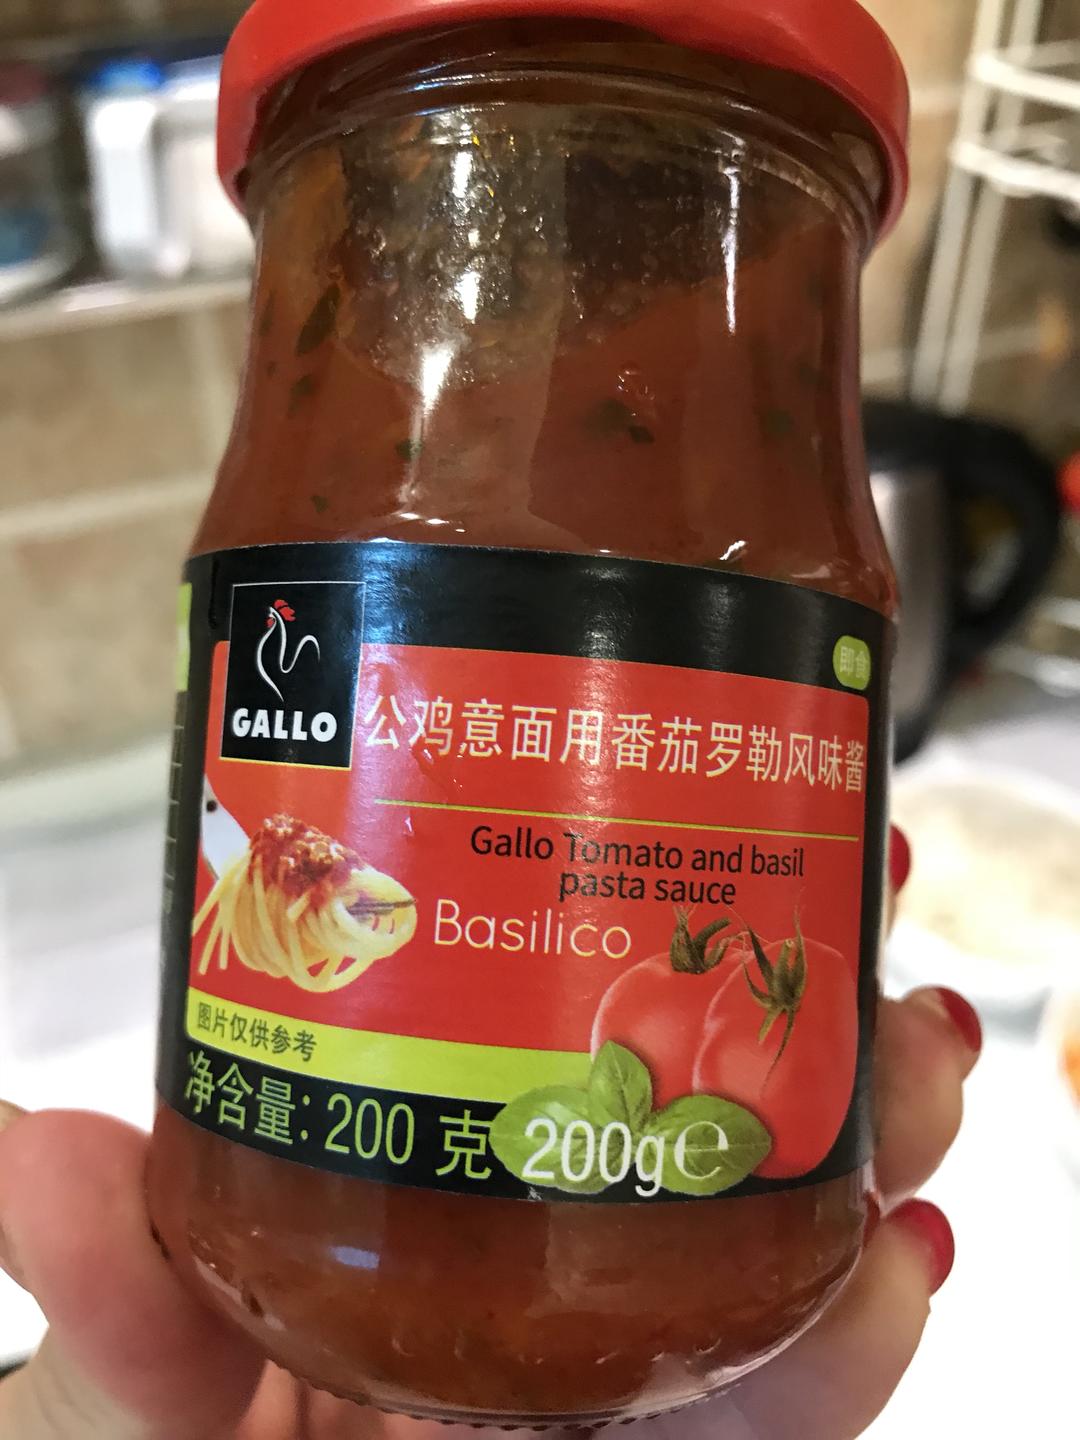 即食
GALLO
公鸡意面用番茄罗勒风味酱
Gallo Tomato and basil
pasta sauce
Basilico
图片仅供参考
净含量: 200 克 200g℮